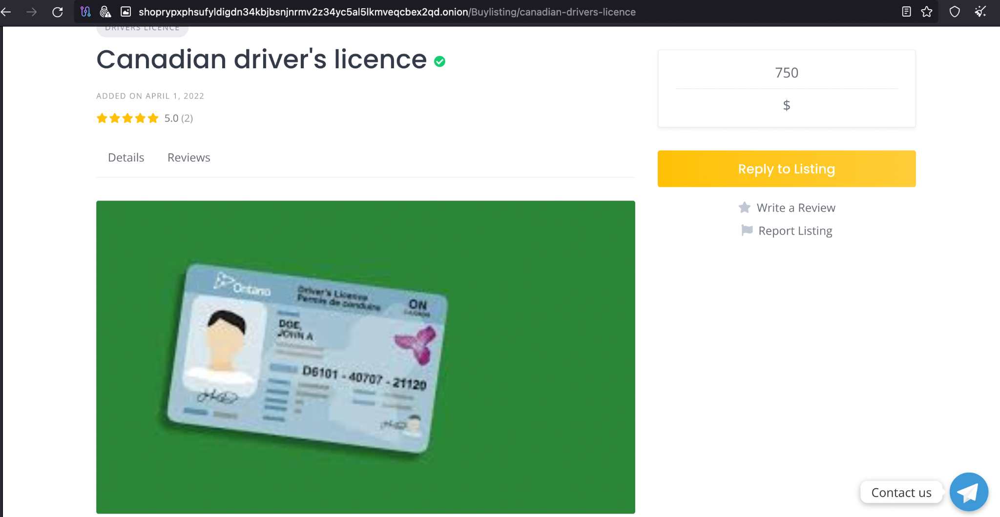 shoprypxphsufyldigdn34kbjbsnjnrmv2z34yc5al5lkmveqcbex2qd.onion/Buylisting/canadian-drivers-licence
DRIVERS LICENCE
Canadian driver's licence
ADDED ON APRIL 1, 2022
5.0 (2)
Details Reviews
750
$
Reply to Listing
Write a Review
Report Listing
Ontario
Driver's Licence
Permis de conduire
ON
DOE,
JOHN A
D6101 - 40707 - 21120
Contact us